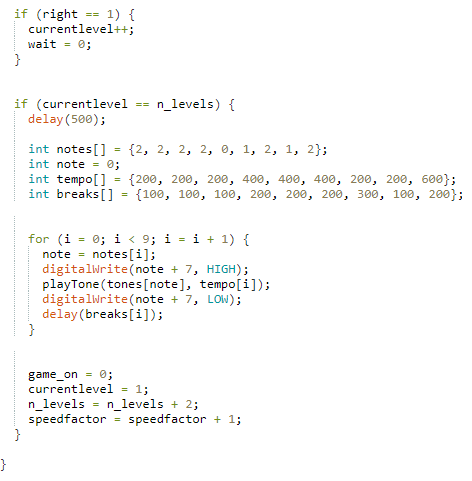 if (right == 1) {
currentlevel++;
wait = 0;
}
if (currentlevel == n_levels) {
delay(500);
int notes[] = {2, 2, 2, 2, 0, 1, 2, 1, 2};
int note = 0;
int tempo[] = {200, 200, 200, 400, 400, 400, 200, 200, 600};
int breaks[] = {100, 100, 100, 200, 200, 200, 300, 100, 200};
for (i = 0; i < 9; i = i + 1) {
note = notes[i];
digitalWrite(note + 7, HIGH);
playTone(tones[note], tempo[i]);
digitalWrite(note + 7, LOW);
delay(breaks[i]);
}
game_on = 0;
currentlevel = 1;
n_levels = n_levels + 2;
speedfactor = speedfactor + 1;
}
}